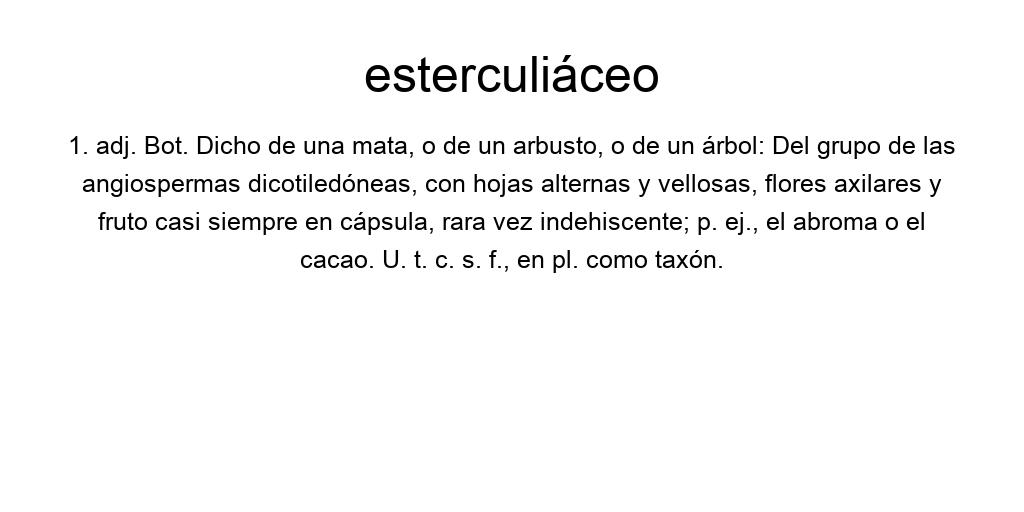 esterculiáceo
1. adj. Bot. Dicho de una mata, o de un arbusto, o de un árbol: Del grupo de las
angiospermas dicotiledóneas, con hojas alternas y vellosas, flores axilares y
fruto casi siempre en cápsula, rara vez indehiscente; p. ej., el abroma o el
cacao. U. t. c. s. f., en pl. como taxón.